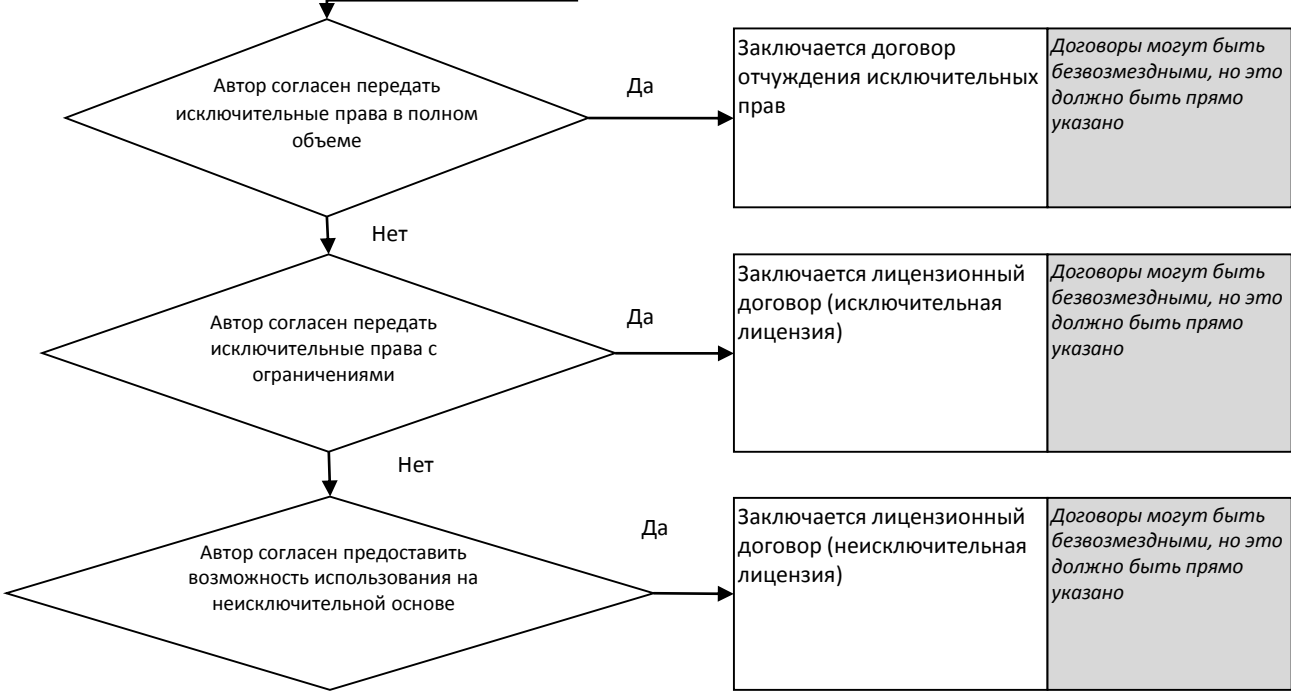 Автор согласен передать
исключительные права в полном
объеме
Да
Заключается договор
отчуждения исключительных
прав
Договоры могут быть
безвозмездными, но это
должно быть прямо
указано
Нет
Автор согласен передать
исключительные права с
ограничениями
Да
Заключается лицензионный
договор (исключительная
лицензия)
Договоры могут быть
безвозмездными, но это
должно быть прямо
указано
Нет
Автор согласен предоставить
возможность использования на
неисключительной основе
Да
Заключается лицензионный
договор (неисключительная
лицензия)
Договоры могут быть
безвозмездными, но это
должно быть прямо
указано